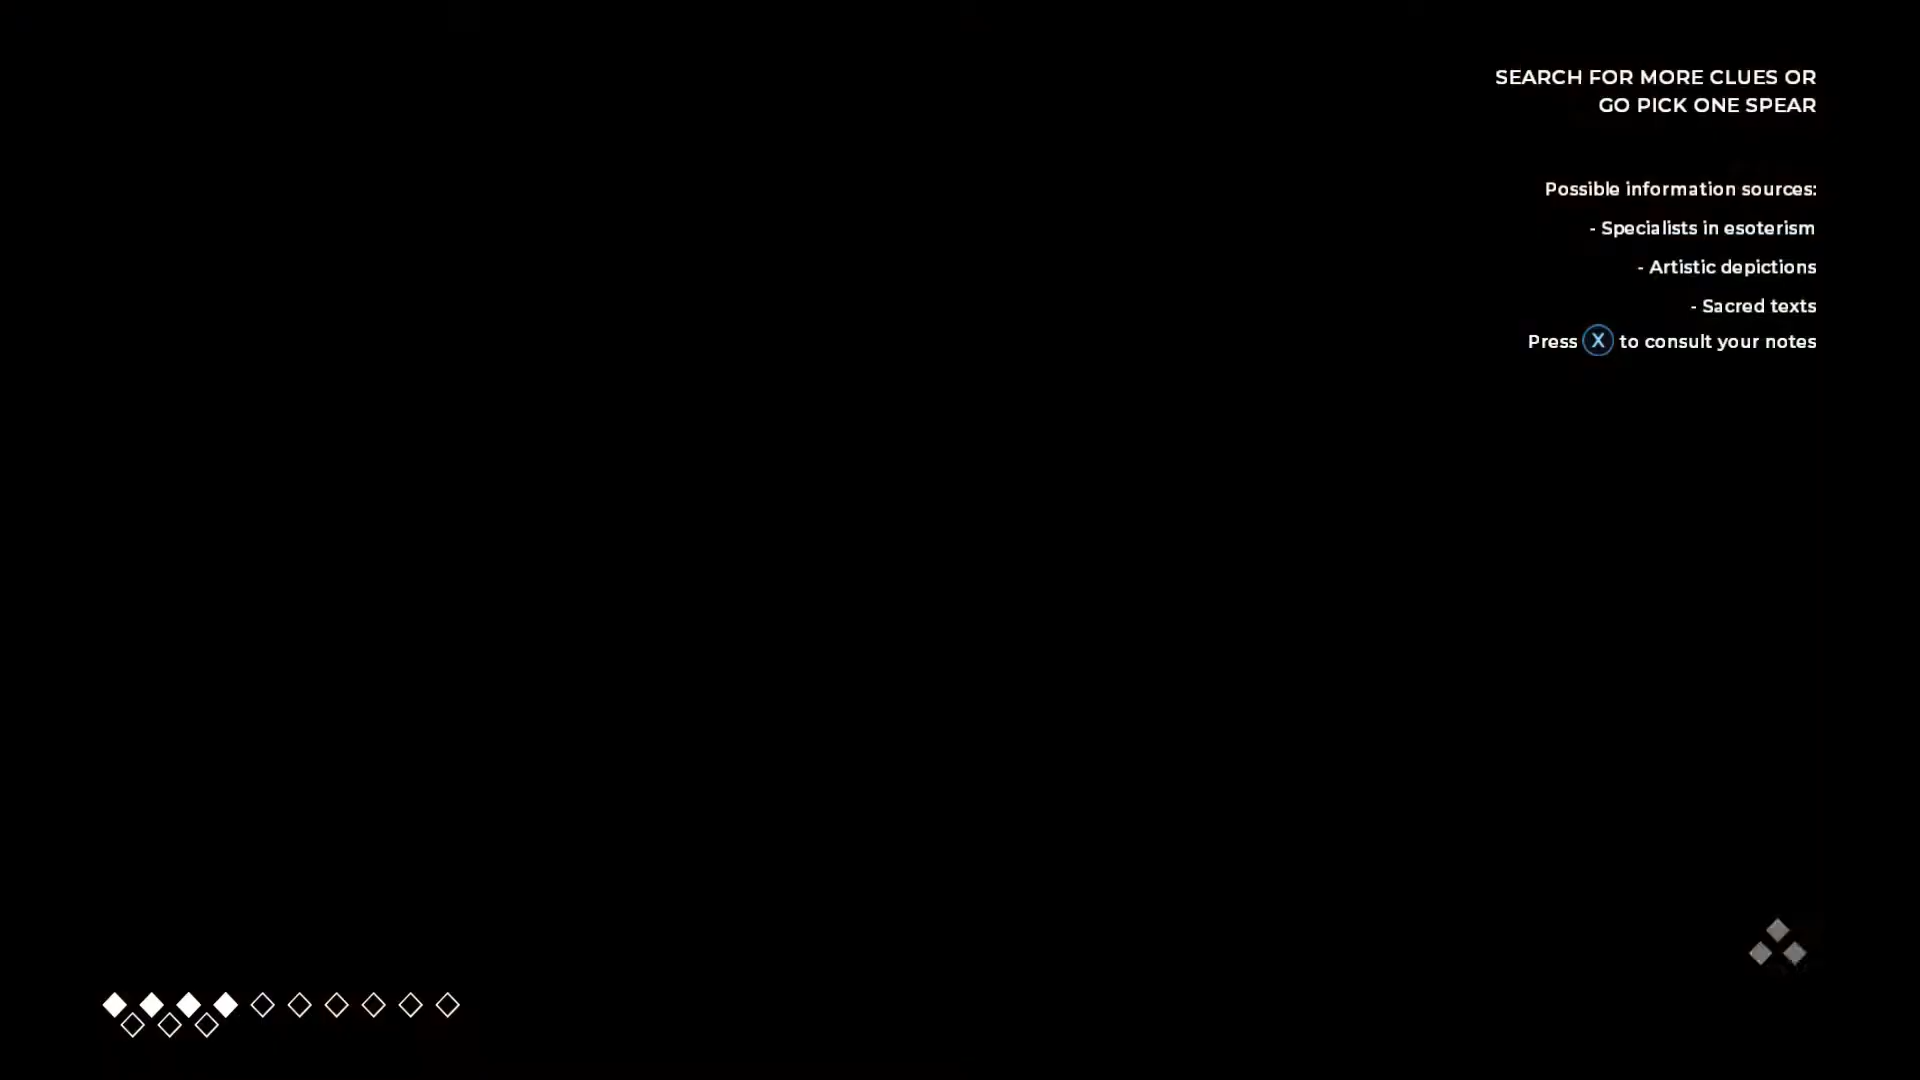 SEARCH FOR MORE CLUES OR
GO PICK ONE SPEAR
Possible information sources:
- Specialists in esoterism
- Artistic depictions
- Sacred texts
Press X to consult your notes